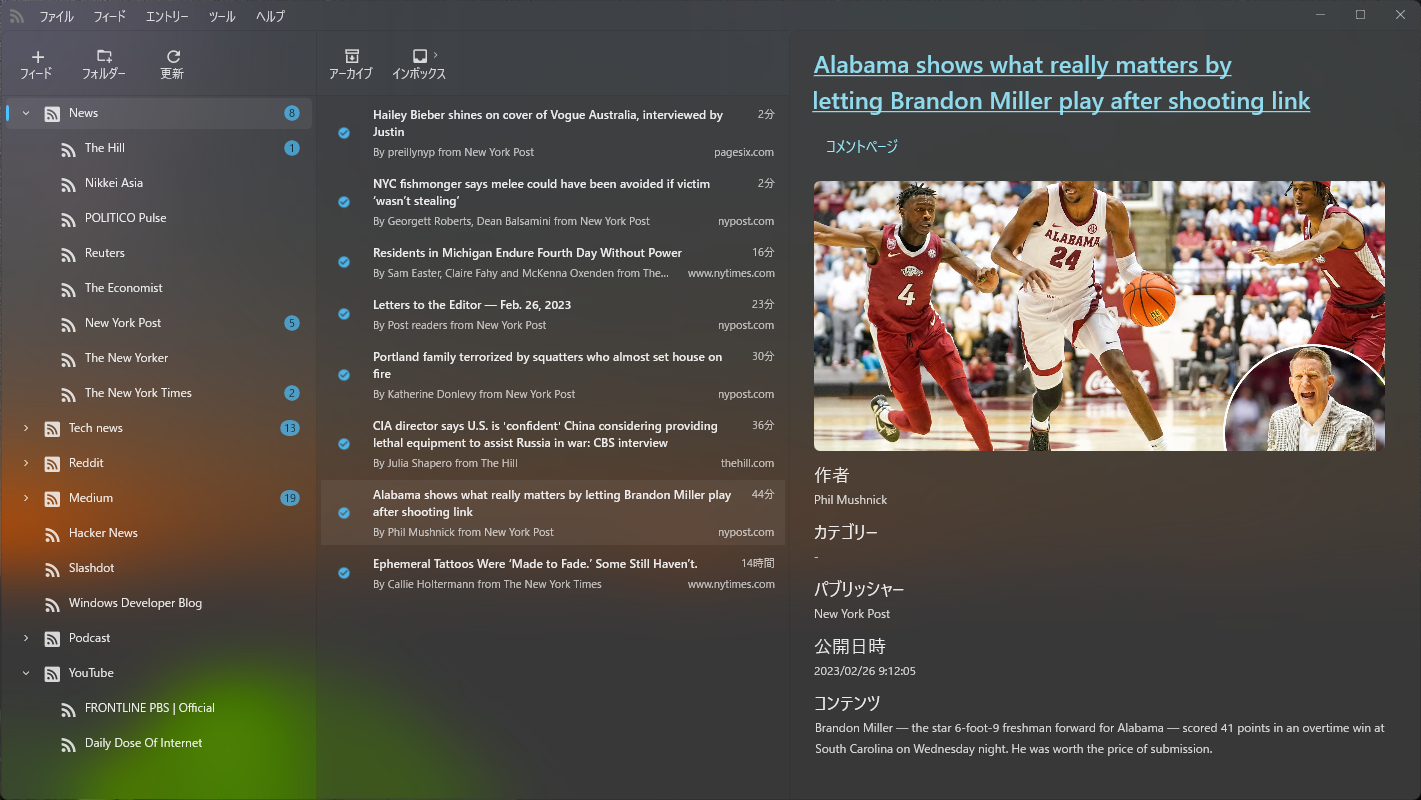 ファイル フィード エントリー ツール ヘルプ
フィード フォルダー 更新
News 8
The Hill 1
Nikkei Asia
POLITICO Pulse
Reuters
The Economist
New York Post 5
The New Yorker
The New York Times 2
Tech news 13
Reddit
Medium 19
Hacker News
Slashdot
Windows Developer Blog
Podcast
YouTube
FRONTLINE PBS | Official
Daily Dose Of Internet
アーカイブ インボックス
Hailey Bieber shines on cover of Vogue Australia, interviewed by 2分
Justin
By preillynyp from New York Post pagesix.com
NYC fishmonger says melee could have been avoided if victim 2分
‘wasn’t stealing’
By Georgett Roberts, Dean Balsamini from New York Post nypost.com
Residents in Michigan Endure Fourth Day Without Power 16分
By Sam Easter, Claire Fahy and McKenna Oxenden from The... www.nytimes.com
Letters to the Editor — Feb. 26, 2023 23分
By Post readers from New York Post nypost.com
Portland family terrorized by squatters who almost set house on 30分
fire
By Katherine Donlevy from New York Post nypost.com
CIA director says U.S. is 'confident' China considering providing 36分
lethal equipment to assist Russia in war: CBS interview
By Julia Shapero from The Hill thehill.com
Alabama shows what really matters by letting Brandon Miller play 44分
after shooting link
By Phil Mushnick from New York Post nypost.com
Ephemeral Tattoos Were ‘Made to Fade.’ Some Still Haven’t. 14時間
By Callie Holtermann from The New York Times www.nytimes.com
Alabama shows what really matters by
letting Brandon Miller play after shooting link
コメントページ
ALABAMA
24
4
Coca-Cola
作者
Phil Mushnick
カテゴリー
-
パブリッシャー
New York Post
公開日時
2023/02/26 9:12:05
コンテンツ
Brandon Miller — the star 6-foot-9 freshman forward for Alabama — scored 41 points in an overtime win at
South Carolina on Wednesday night. He was worth the price of submission.